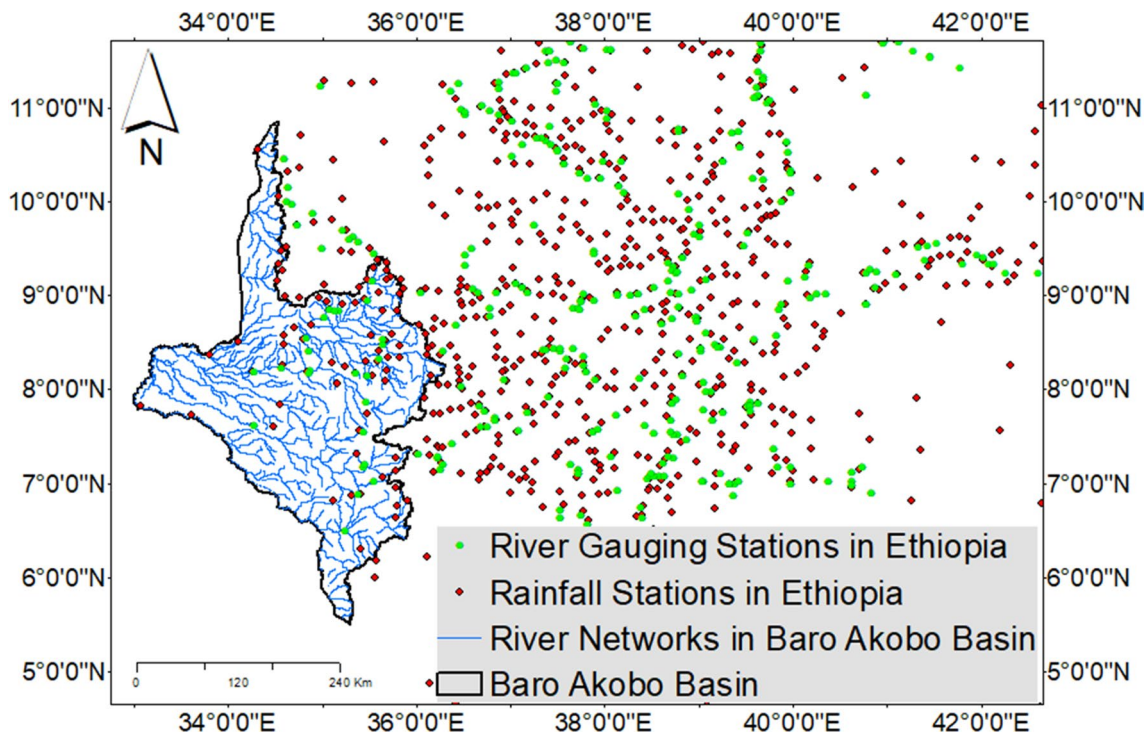 34°0'0"E 36°0'0"E 38°0'0"E 40°0'0"E 42°0'0"E
11°0'0"N 11°0'0"N
N
10°0'0"N 10°0'0"N
9°0'0"N 9°0'0"N
8°0'0"N 8°0'0"N
7°0'0"N 7°0'0"N
River Gauging Stations in Ethiopia
6°0'0"N Rainfall Stations in Ethiopia 6°0'0"N
River Networks in Baro Akobo Basin
5°0'0"N Baro Akobo Basin 5°0'0"N
0 120 240 Km
34°0'0"E 36°0'0"E 38°0'0"E 40°0'0"E 42°0'0"E